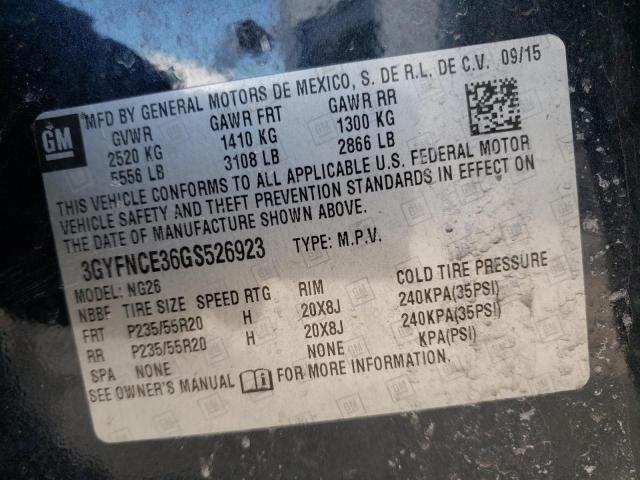 GM
MFD BY GENERAL MOTORS DE MEXICO, S. DE R.L. DE C.V. 09/15
GVWR GAWR FRT GAWR RR
2520 KG 1410 KG 1300 KG
5556 LB 3108 LB 2866 LB
THIS VEHICLE CONFORMS TO ALL APPLICABLE U.S. FEDERAL MOTOR
VEHICLE SAFETY AND THEFT PREVENTION STANDARDS IN EFFECT ON
THE DATE OF MANUFACTURE SHOWN ABOVE.
3GYFNCE36GS526923 TYPE: M.P.V.
MODEL: NG26
NBBF TIRE SIZE SPEED RTG RIM COLD TIRE PRESSURE
FRT P235/55R20 H 20X8J 240KPA(35PSI)
RR P235/55R20 H 20X8J 240KPA(35PSI)
SPA NONE NONE KPA(PSI)
SEE OWNER'S MANUAL FOR MORE INFORMATION.